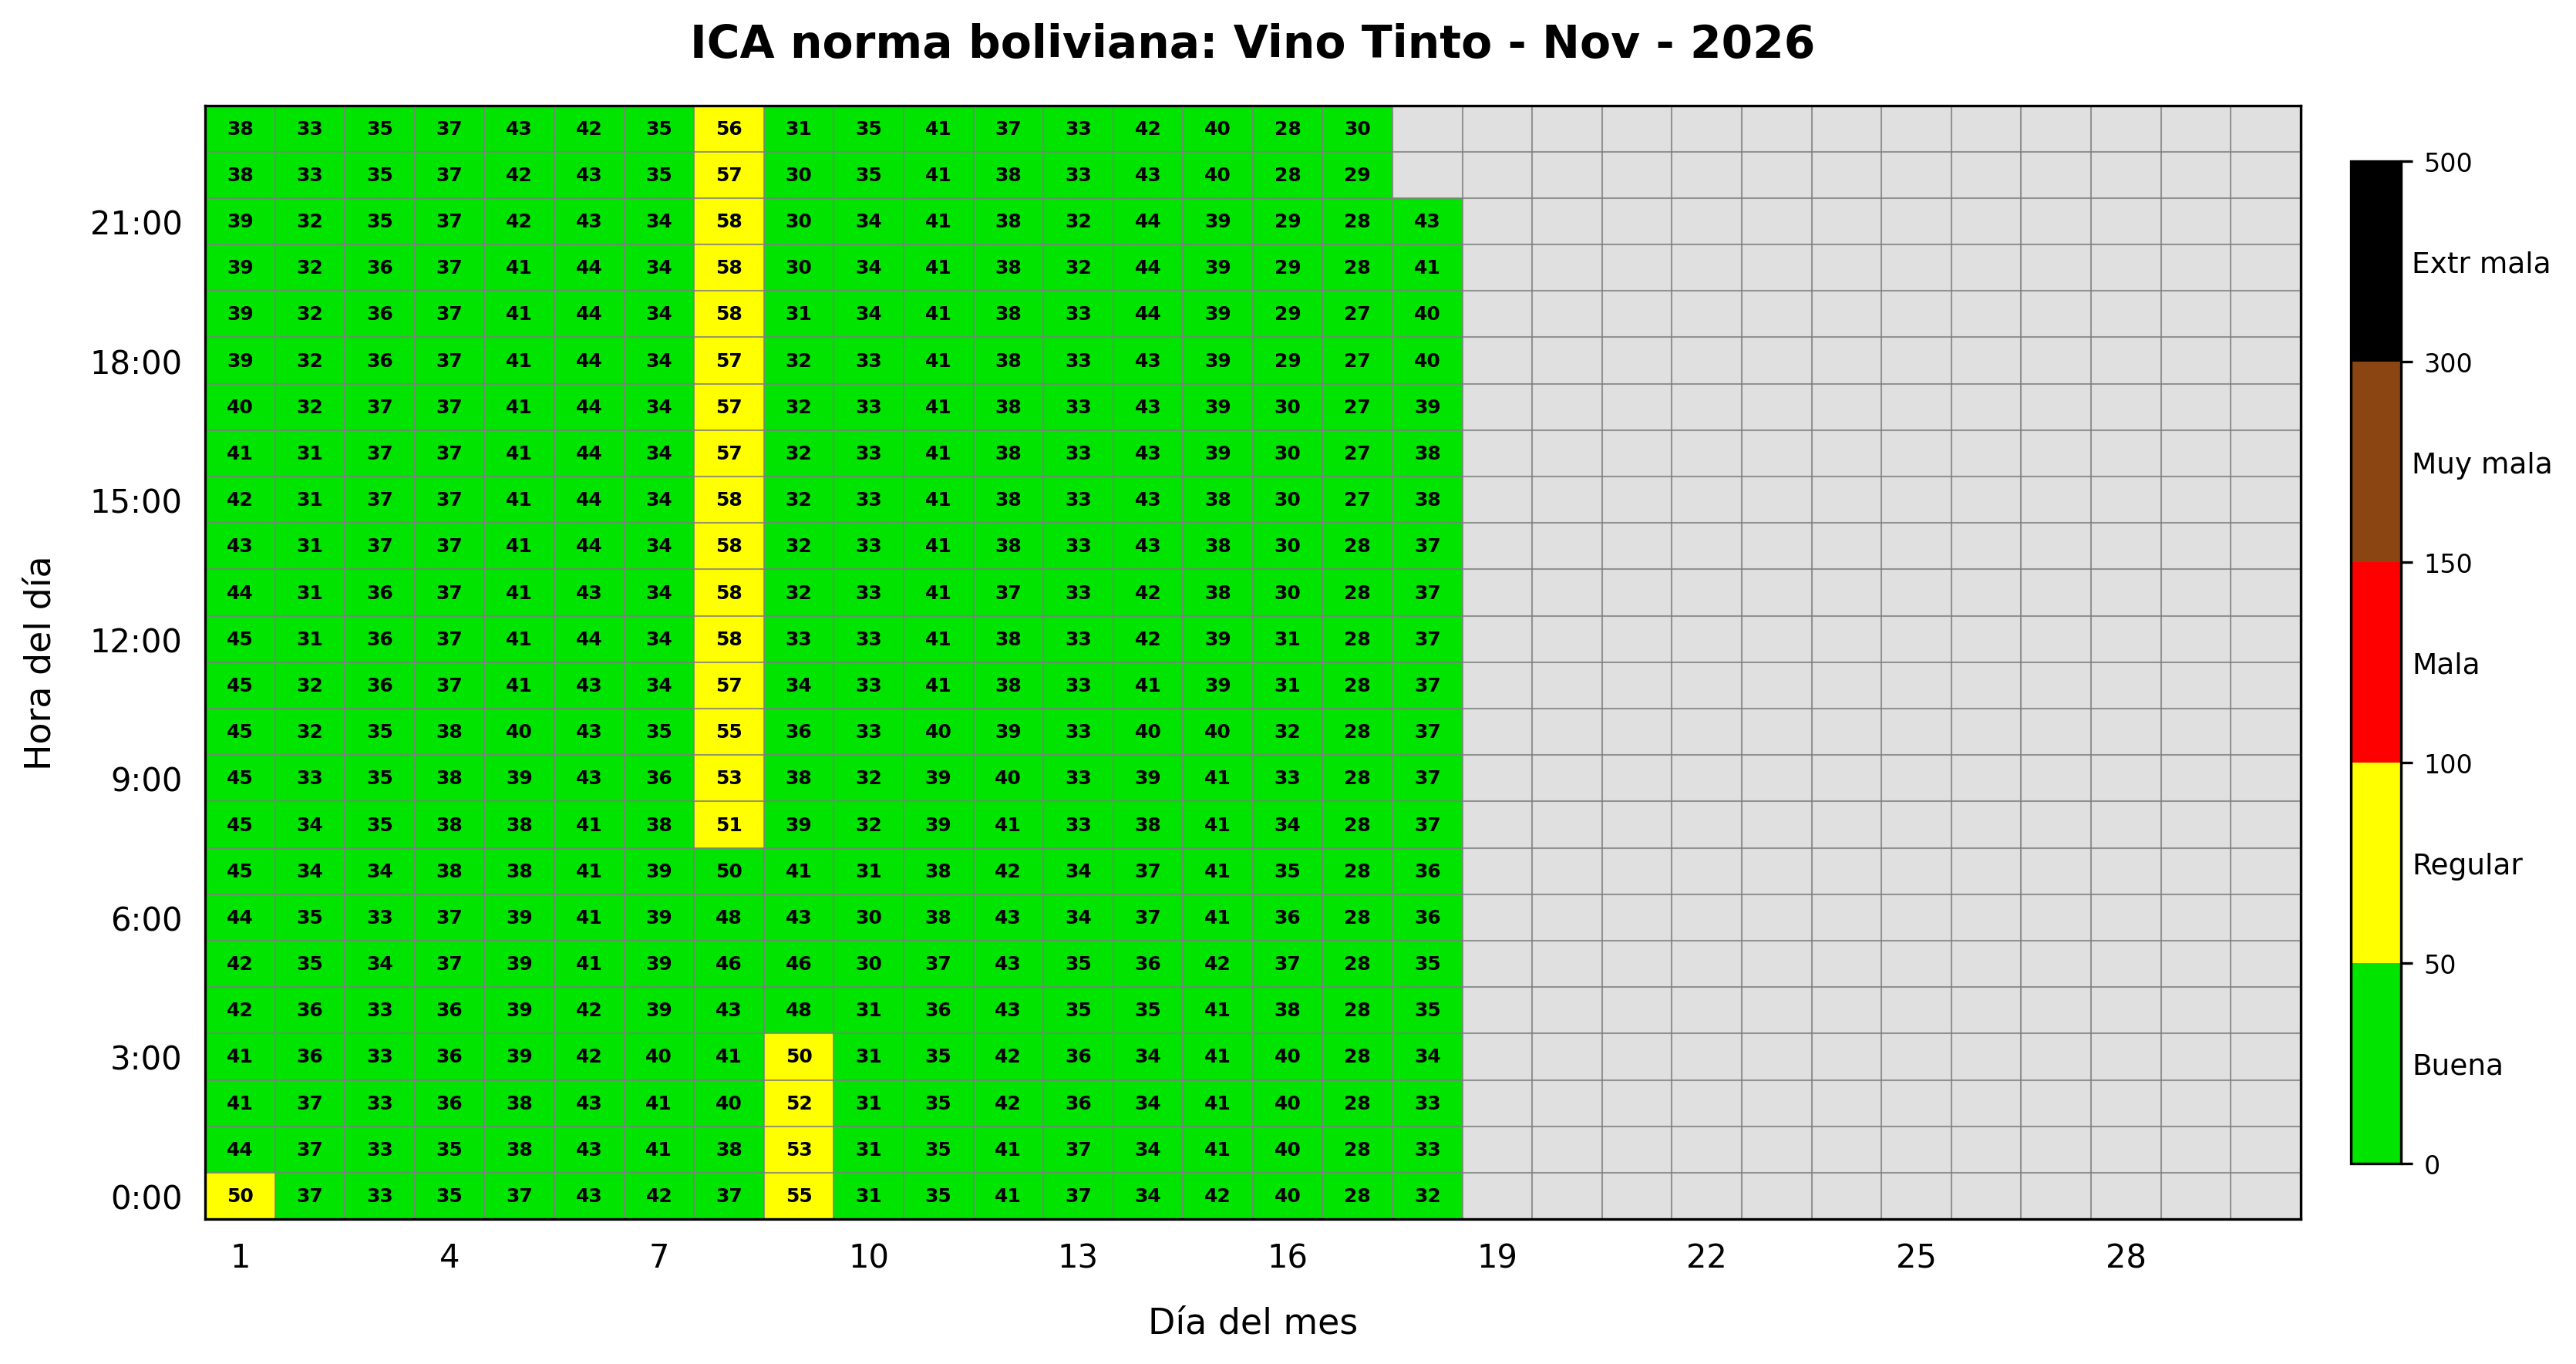 ICA norma boliviana: Vino Tinto - Nov - 2026
38 33 35 37 43 42 35 56 31 35 41 37 33 42 40 28 30
38 33 35 37 42 43 35 57 30 35 41 38 33 43 40 28 29
21:00 39 32 35 37 42 43 34 58 30 34 41 38 32 44 39 29 28 43
39 32 36 37 41 44 34 58 30 34 41 38 32 44 39 29 28 41
39 32 36 37 41 44 34 58 31 34 41 38 33 44 39 29 27 40
18:00 39 32 36 37 41 44 34 57 32 33 41 38 33 43 39 29 27 40
40 32 37 37 41 44 34 57 32 33 41 38 33 43 39 30 27 39
41 31 37 37 41 44 34 57 32 33 41 38 33 43 39 30 27 38
15:00 42 31 37 37 41 44 34 58 32 33 41 38 33 43 38 30 27 38
43 31 37 37 41 44 34 58 32 33 41 38 33 43 38 30 28 37
44 31 36 37 41 43 34 58 32 33 41 37 33 42 38 30 28 37
12:00 45 31 36 37 41 44 34 58 33 33 41 38 33 42 39 31 28 37
45 32 36 37 41 43 34 57 34 33 41 38 33 41 39 31 28 37
45 32 35 38 40 43 35 55 36 33 40 39 33 40 40 32 28 37
9:00 45 33 35 38 39 43 36 53 38 32 39 40 33 39 41 33 28 37
45 34 35 38 38 41 38 51 39 32 39 41 33 38 41 34 28 37
45 34 34 38 38 41 39 50 41 31 38 42 34 37 41 35 28 36
6:00 44 35 33 37 39 41 39 48 43 30 38 43 34 37 41 36 28 36
42 35 34 37 39 41 39 46 46 30 37 43 35 36 42 37 28 35
42 36 33 36 39 42 39 43 48 31 36 43 35 35 41 38 28 35
3:00 41 36 33 36 39 42 40 41 50 31 35 42 36 34 41 40 28 34
41 37 33 36 38 43 41 40 52 31 35 42 36 34 41 40 28 33
44 37 33 35 38 43 41 38 53 31 35 41 37 34 41 40 28 33
0:00 50 37 33 35 37 43 42 37 55 31 35 41 37 34 42 40 28 32
1 4 7 10 13 16 19 22 25 28
Día del mes
Hora del día
500
Extr mala
300
Muy mala
150
Mala
100
Regular
50
Buena
0